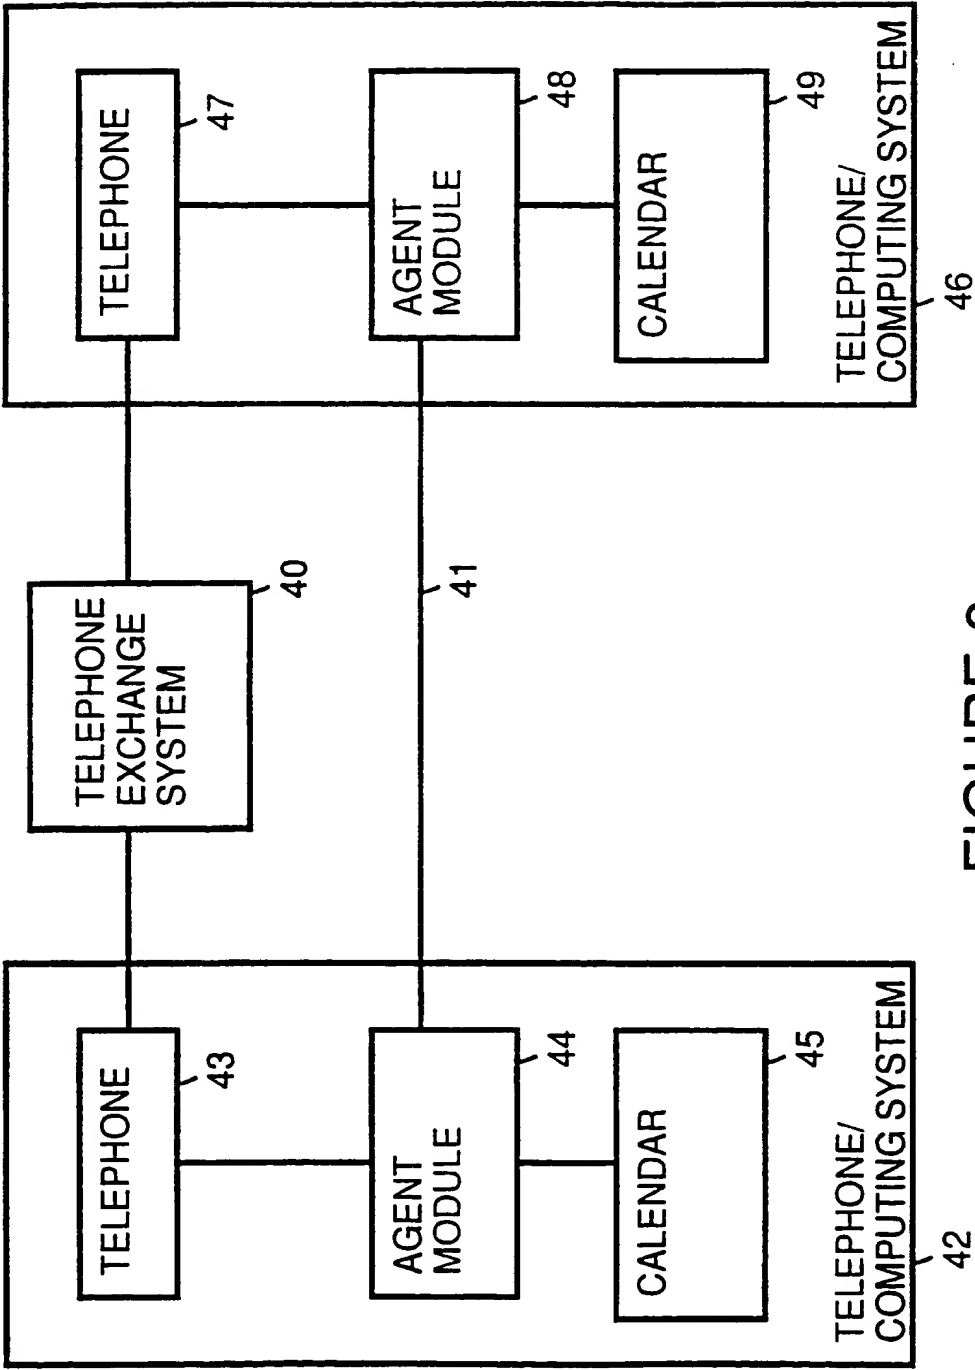 TELEPHONE
43
AGENT
MODULE
44
CALENDAR
45
TELEPHONE/
COMPUTING SYSTEM
42
TELEPHONE
EXCHANGE
SYSTEM
40
41
TELEPHONE
47
AGENT
MODULE
48
CALENDAR
49
TELEPHONE/
COMPUTING SYSTEM
46
FIGURE